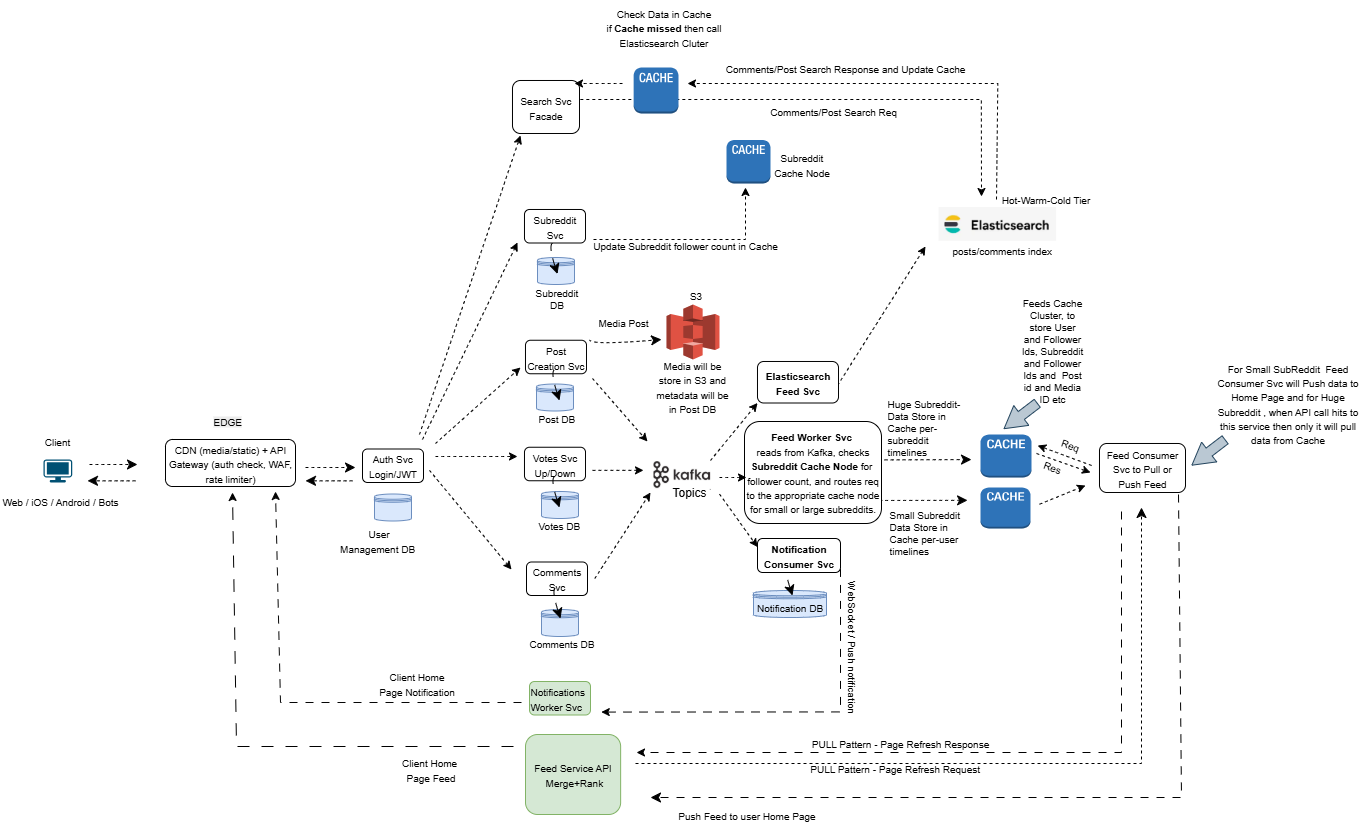 Check Data in Cache
if Cache missed then call
Elasticsearch Cluter
CACHE
Comments/Post Search Response and Update Cache
Search Svc
Facade
Comments/Post Search Req
CACHE
Subreddit
Cache Node
Hot-Warm-Cold Tier
Elasticsearch
posts/comments index
Subreddit
Svc
Update Subreddit follower count in Cache
Subreddit
DB
S3
Media Post
Media will be
store in S3 and
metadata will be
in Post DB
Post
Creation Svc
Post DB
Elasticsearch
Feed Svc
Feeds Cache
Cluster, to
store User
and Follower
Ids, Subreddit
and Follower
Ids and Post
id and Media
ID etc
For Small SubReddit Feed
Consumer Svc will Push data to
Home Page and for Huge
Subreddit , when API call hits to
this service then only it will pull
data from Cache
Huge Subreddit-
Data Store in
Cache per-
subreddit
timelines
EDGE
Client
CDN (media/static) + API
Gateway (auth check, WAF,
rate limiter)
Web / iOS / Android / Bots
Auth Svc
Login/JWT
User
Management DB
Votes Svc
Up/Down
Votes DB
kafka
Topics
Feed Worker Svc
reads from Kafka, checks
Subreddit Cache Node for
follower count, and routes req
to the appropriate cache node
for small or large subreddits.
CACHE
Req
Res
Feed Consumer
Svc to Pull or
Push Feed
CACHE
Small Subreddit
Data Store in
Cache per-user
timelines
Comments
Svc
Comments DB
Notification
Consumer Svc
Notification DB
WebSocket / Push notification
Client Home
Page Notification
Notifications
Worker Svc
Client Home
Page Feed
Feed Service API
Merge+Rank
PULL Pattern - Page Refresh Response
PULL Pattern - Page Refresh Request
Push Feed to user Home Page